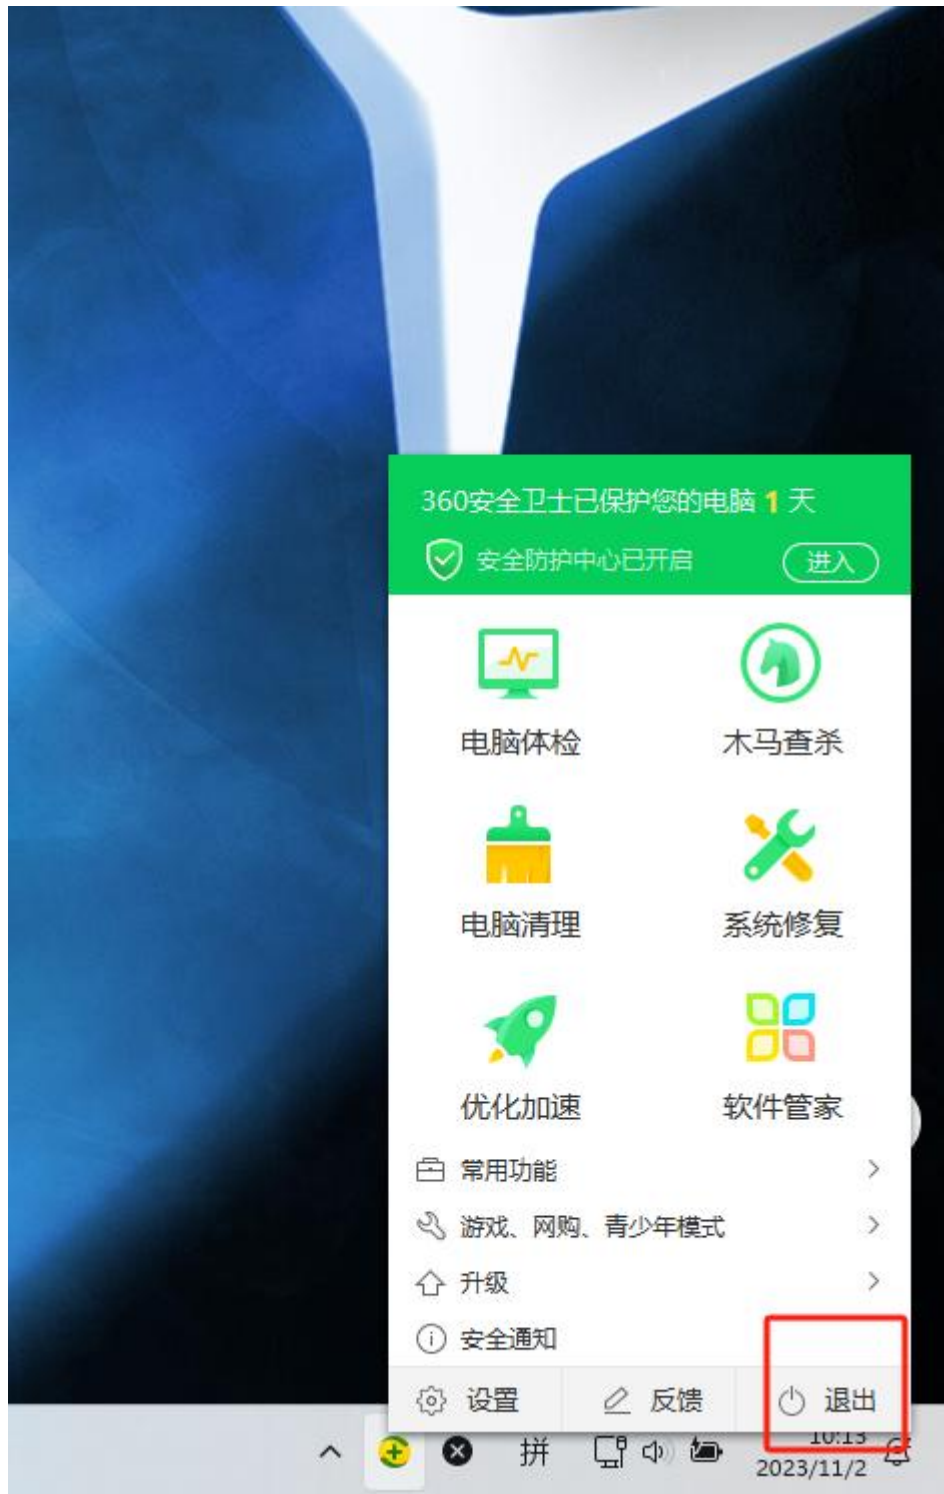 360安全卫士已保护您的电脑 1 天
安全防护中心已开启 进入
电脑体检 木马查杀
电脑清理 系统修复
优化加速 软件管家
常用功能
游戏、网购、青少年模式
升级
安全通知
设置 反馈 退出
拼 10:13
2023/11/2